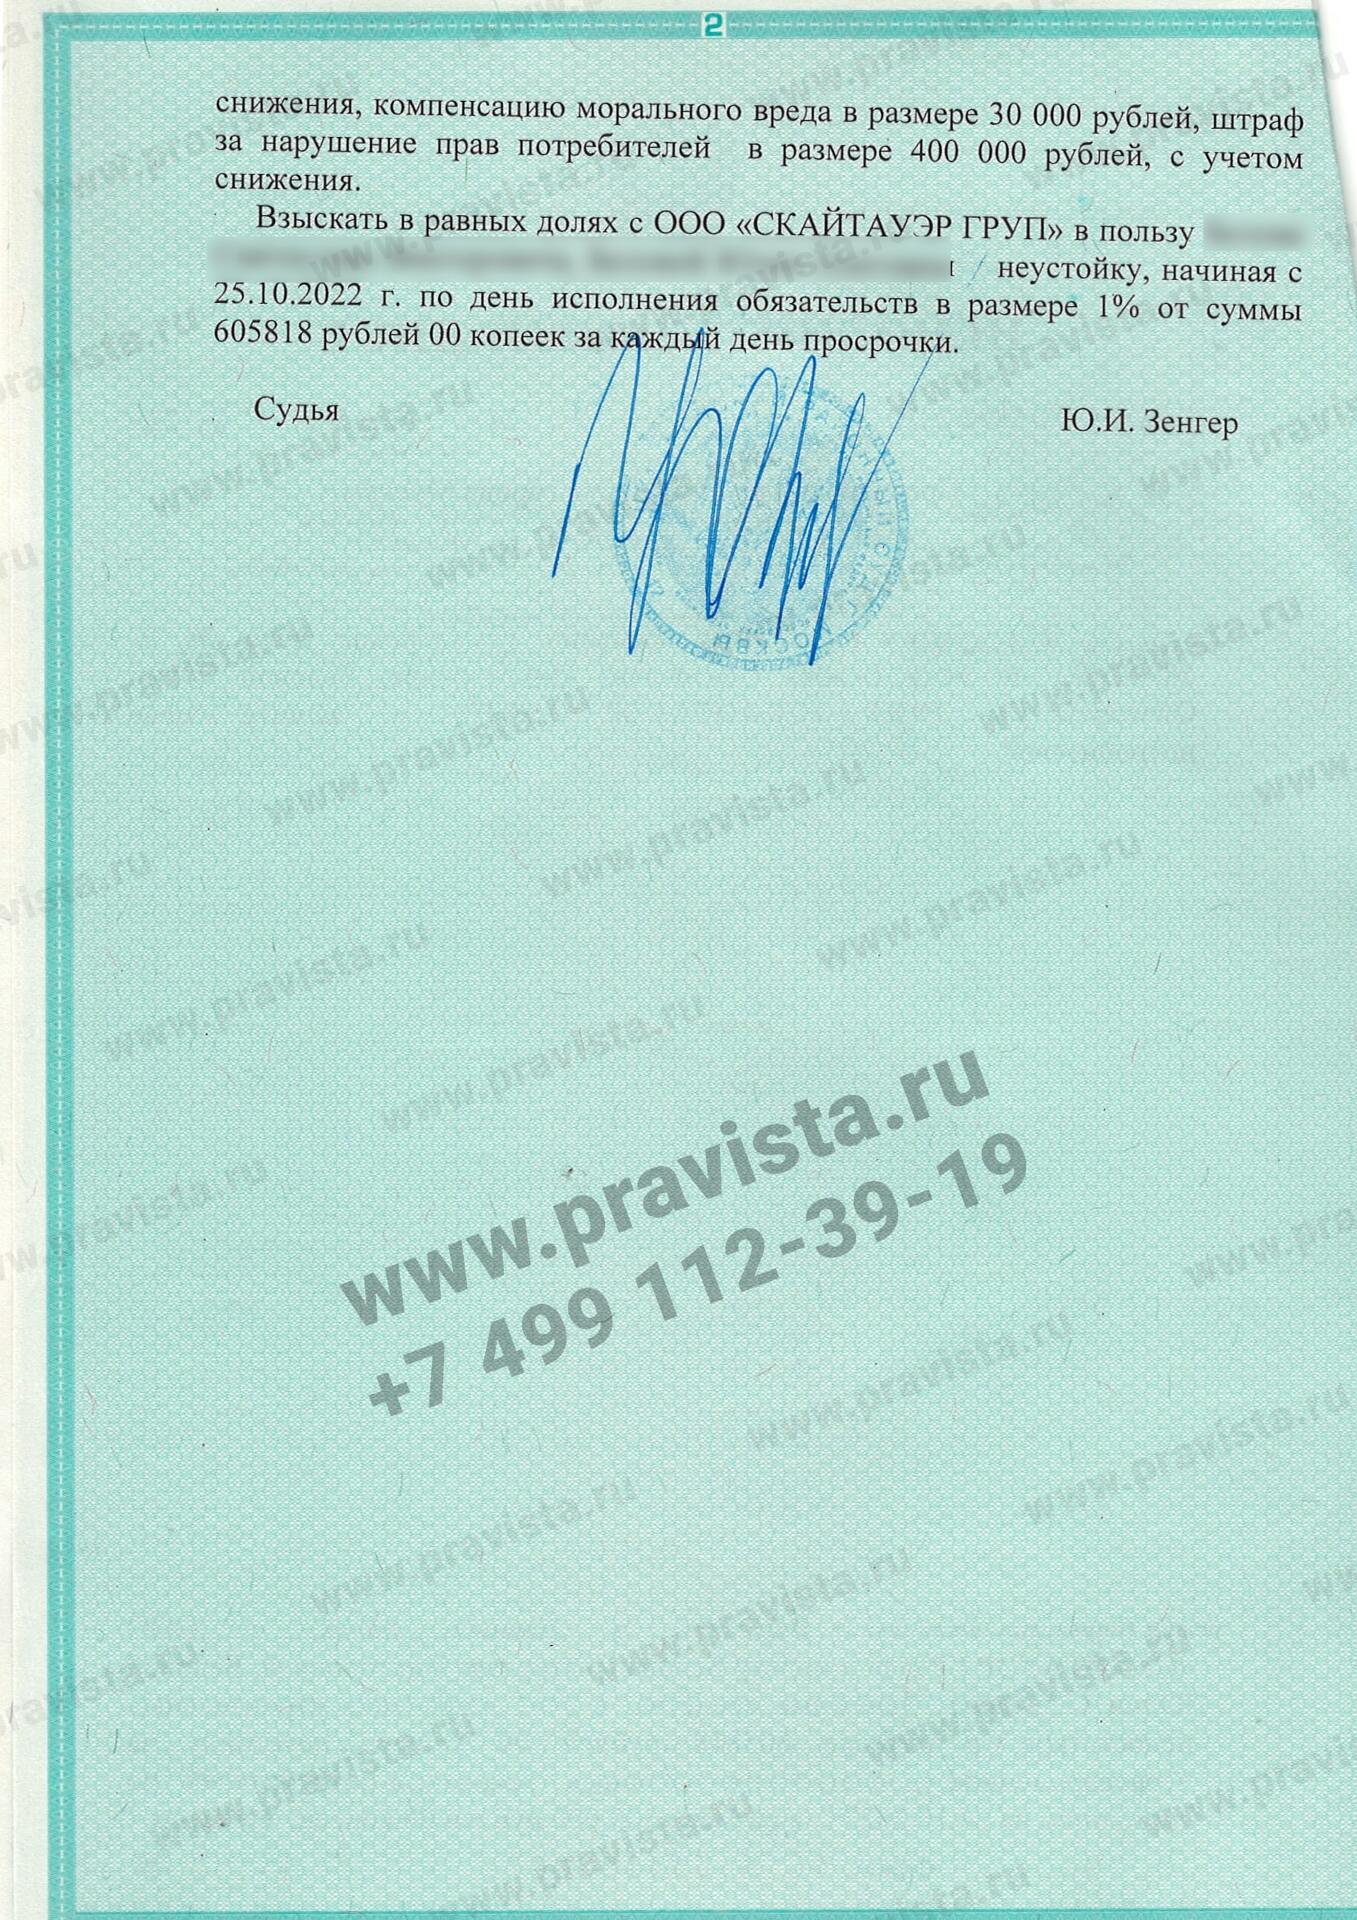 2
снижения, компенсацию морального вреда в размере 30 000 рублей, штраф
за нарушение прав потребителей в размере 400 000 рублей, с учетом
снижения.
Взыскать в равных долях с ООО «СКАЙТАУЭР ГРУП» в пользу
неустойку, начиная с
25.10.2022 г. по день исполнения обязательств в размере 1% от суммы
605818 рублей 00 копеек за каждый день просрочки.
Судья Ю.И. Зенгер
РАЙОННЫЙ СУД Г. МОСКВЫ
www.pravista.ru
+7 499 112-39-19